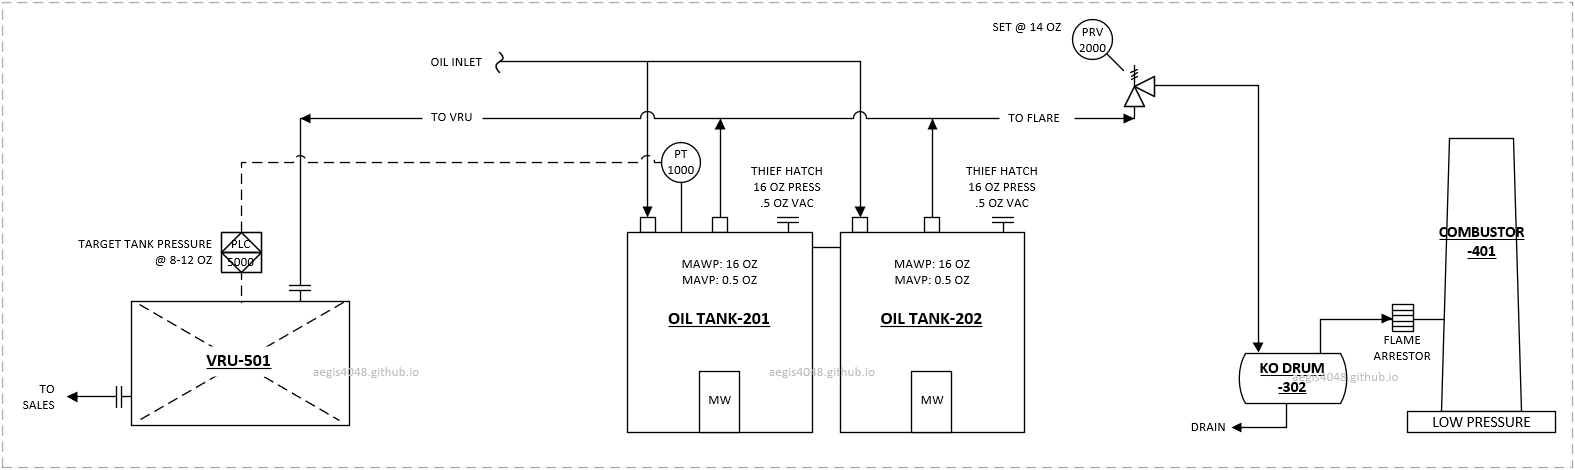 SET @ 14 OZ
PRV
2000
OIL INLET
TO VRU
TO FLARE
PT
1000
THIEF HATCH
16 OZ PRESS
.5 OZ VAC
THIEF HATCH
16 OZ PRESS
.5 OZ VAC
TARGET TANK PRESSURE
@ 8-12 OZ
PLC
5000
MAWP: 16 OZ
MAVP: 0.5 OZ
OIL TANK-201
MAWP: 16 OZ
MAVP: 0.5 OZ
OIL TANK-202
COMBUSTOR
-401
VRU-501
aegis4048.github.io
aegis4048.github.io
aegis4048.github.io
TO
SALES
MW
MW
KO DRUM
-302
FLAME
ARRESTOR
DRAIN
LOW PRESSURE